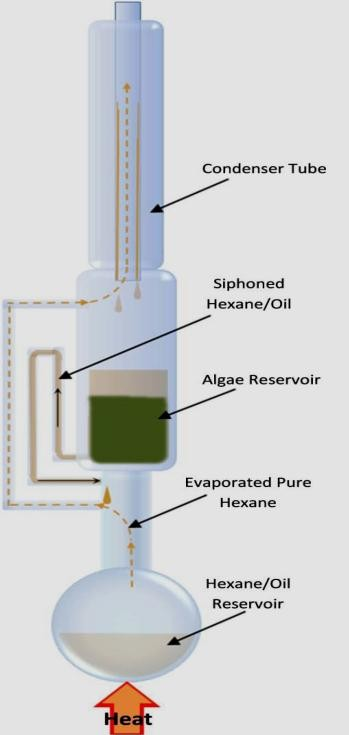 Condenser Tube
Siphoned
Hexane/Oil
Algae Reservoir
Evaporated Pure
Hexane
Hexane/Oil
Reservoir
Heat